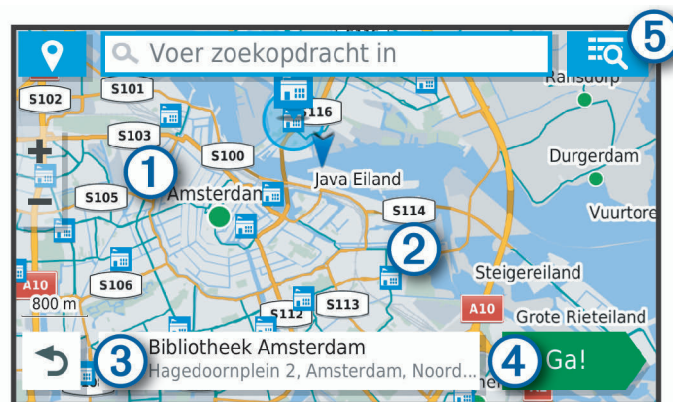 5
Voer zoekopdracht in
Ransdorp
S101
S102
S116
S103
+
1
S100
Durgerdam
Java Eiland
S105
Amsterdam
S114
Vuurtore
2
Steigereiland
A10
S106
800 m
S113
A10
S112
Grote Rieteiland
3
Bibliotheek Amsterdam
Hagedoornplein 2, Amsterdam, Noord...
4
Ga!